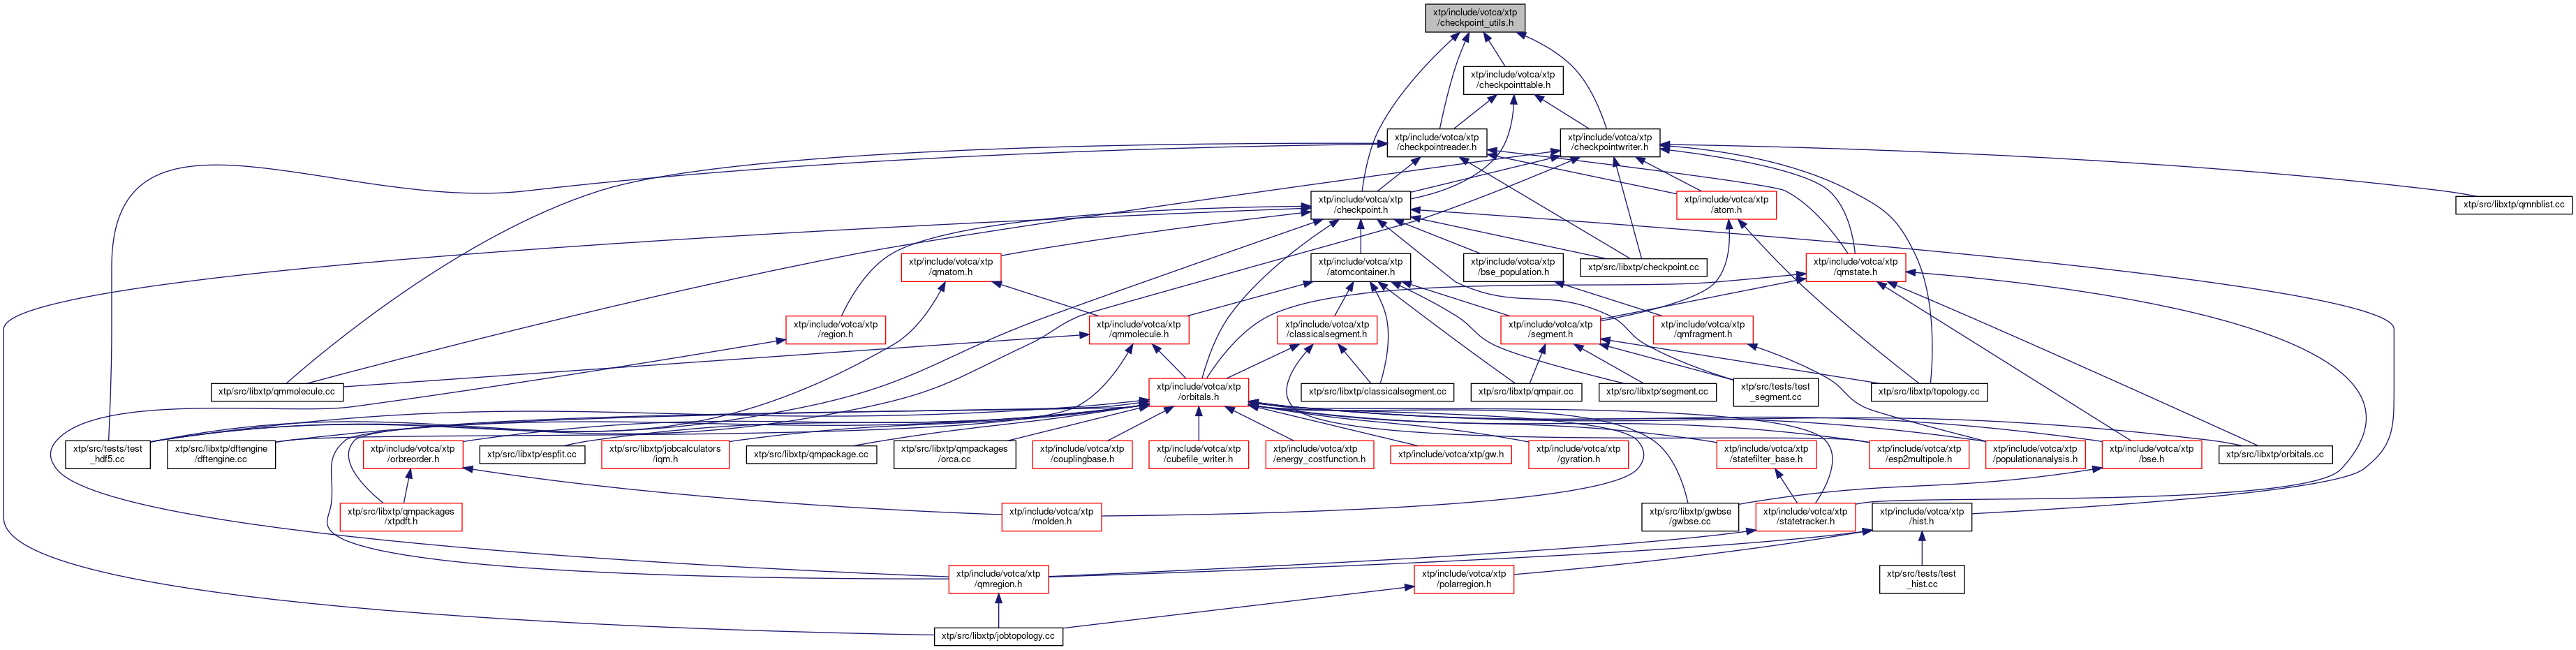 xtp/include/votca/xtp
/checkpoint_utils.h
xtp/include/votca/xtp
/checkpointtable.h
xtp/include/votca/xtp
/checkpointreader.h
xtp/include/votca/xtp
/checkpointwriter.h
xtp/include/votca/xtp
/checkpoint.h
xtp/include/votca/xtp
/atom.h
xtp/src/libxtp/qmnblist.cc
xtp/include/votca/xtp
/qmatom.h
xtp/include/votca/xtp
/atomcontainer.h
xtp/include/votca/xtp
/bse_population.h
xtp/src/libxtp/checkpoint.cc
xtp/include/votca/xtp
/qmstate.h
xtp/include/votca/xtp
/region.h
xtp/include/votca/xtp
/qmmolecule.h
xtp/include/votca/xtp
/classicalsegment.h
xtp/include/votca/xtp
/segment.h
xtp/include/votca/xtp
/qmfragment.h
xtp/src/libxtp/qmmolecule.cc
xtp/include/votca/xtp
/orbitals.h
xtp/src/libxtp/classicalsegment.cc
xtp/src/libxtp/qmpair.cc
xtp/src/libxtp/segment.cc
xtp/src/tests/test
_segment.cc
xtp/src/libxtp/topology.cc
xtp/src/tests/test
_hdf5.cc
xtp/src/libxtp/dftengine
/dftengine.cc
xtp/include/votca/xtp
/orbreorder.h
xtp/src/libxtp/espfit.cc
xtp/src/libxtp/jobcalculators
/iqm.h
xtp/src/libxtp/qmpackage.cc
xtp/src/libxtp/qmpackages
/orca.cc
xtp/include/votca/xtp
/couplingbase.h
xtp/include/votca/xtp
/cubefile_writer.h
xtp/include/votca/xtp
/energy_costfunction.h
xtp/include/votca/xtp/gw.h
xtp/include/votca/xtp
/gyration.h
xtp/include/votca/xtp
/statefilter_base.h
xtp/include/votca/xtp
/esp2multipole.h
xtp/include/votca/xtp
/populationanalysis.h
xtp/include/votca/xtp
/bse.h
xtp/src/libxtp/orbitals.cc
xtp/src/libxtp/qmpackages
/xtpdft.h
xtp/include/votca/xtp
/molden.h
xtp/src/libxtp/gwbse
/gwbse.cc
xtp/include/votca/xtp
/statetracker.h
xtp/include/votca/xtp
/hist.h
xtp/include/votca/xtp
/qmregion.h
xtp/include/votca/xtp
/polarregion.h
xtp/src/tests/test
_hist.cc
xtp/src/libxtp/jobtopology.cc